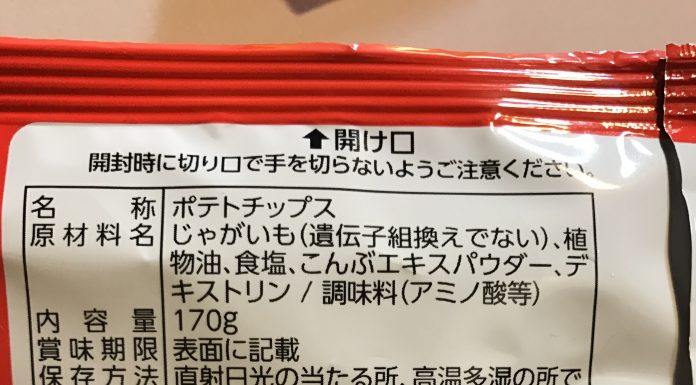 ⬆開け口
開封時に切り口で手を切らないようご注意ください。
名称 ポテトチップス
原材料名 じゃがいも(遺伝子組換えでない)、植
物油、食塩、こんぶエキスパウダー、デ
キストリン / 調味料(アミノ酸等)
内容量 170g
賞味期限 表面に記載
保存方法 直射日光の当たる所、高温多湿の所で